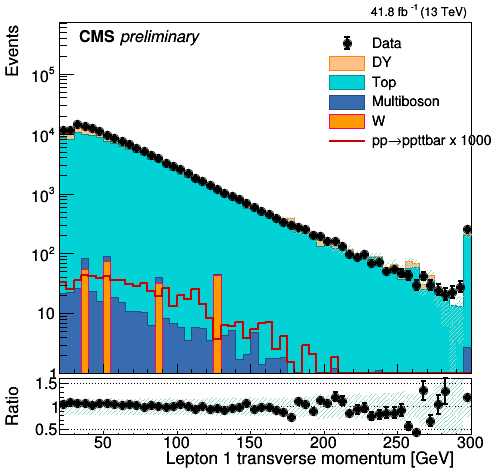 41.8 fb⁻¹ (13 TeV)
CMS preliminary
Data
DY
Top
Multiboson
W
pp→ppttbar x 1000
Events
10⁵
10⁴
10³
10²
10
1
Ratio
1.5
1
0.5
50 100 150 200 250 300
Lepton 1 transverse momentum [GeV]